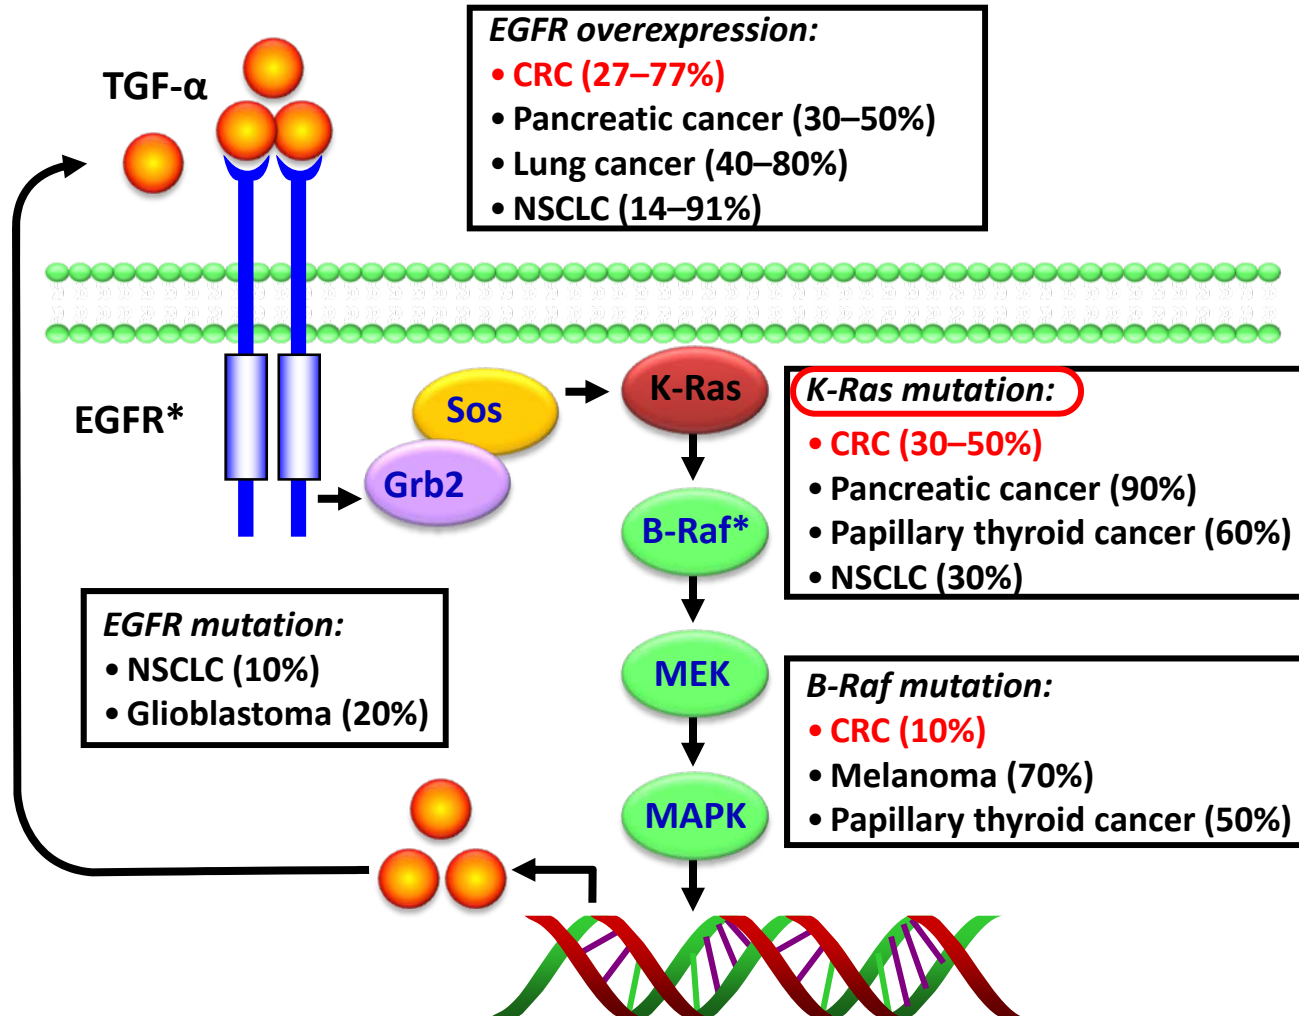 EGFR overexpression:
• CRC (27–77%)
• Pancreatic cancer (30–50%)
• Lung cancer (40–80%)
• NSCLC (14–91%)
TGF-α
EGFR*
Sos
Grb2
K-Ras
B-Raf*
MEK
MAPK
K-Ras mutation:
• CRC (30–50%)
• Pancreatic cancer (90%)
• Papillary thyroid cancer (60%)
• NSCLC (30%)
EGFR mutation:
• NSCLC (10%)
• Glioblastoma (20%)
B-Raf mutation:
• CRC (10%)
• Melanoma (70%)
• Papillary thyroid cancer (50%)